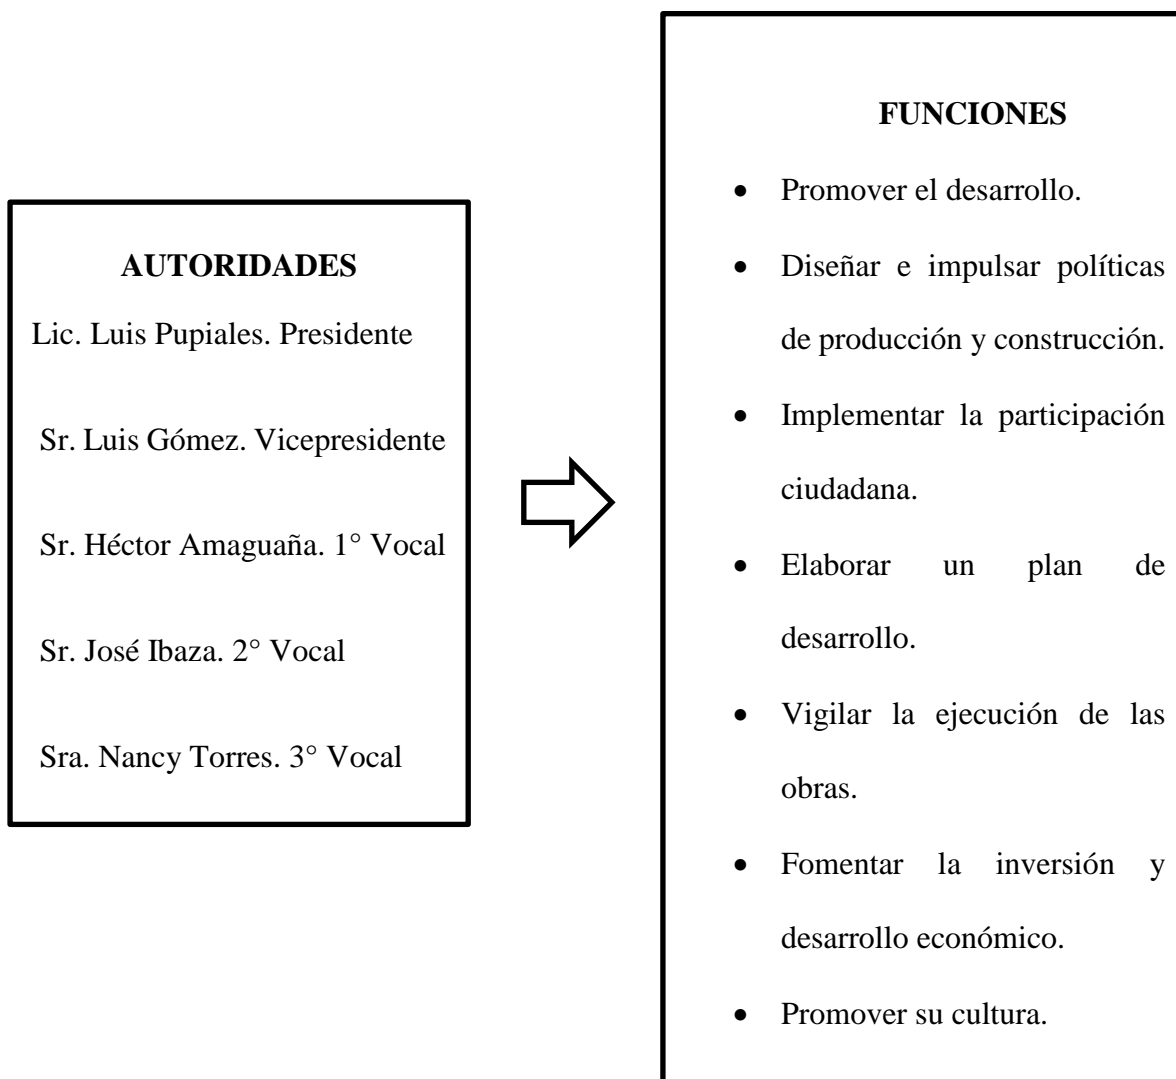 AUTORIDADES
Lic. Luis Pupiales. Presidente
Sr. Luis Gómez. Vicepresidente
Sr. Héctor Amaguaña. 1° Vocal
Sr. José Ibaza. 2° Vocal
Sra. Nancy Torres. 3° Vocal
FUNCIONES
• Promover el desarrollo.
• Diseñar e impulsar políticas
de producción y construcción.
• Implementar la participación
ciudadana.
• Elaborar un plan de
desarrollo.
• Vigilar la ejecución de las
obras.
• Fomentar la inversión y
desarrollo económico.
• Promover su cultura.